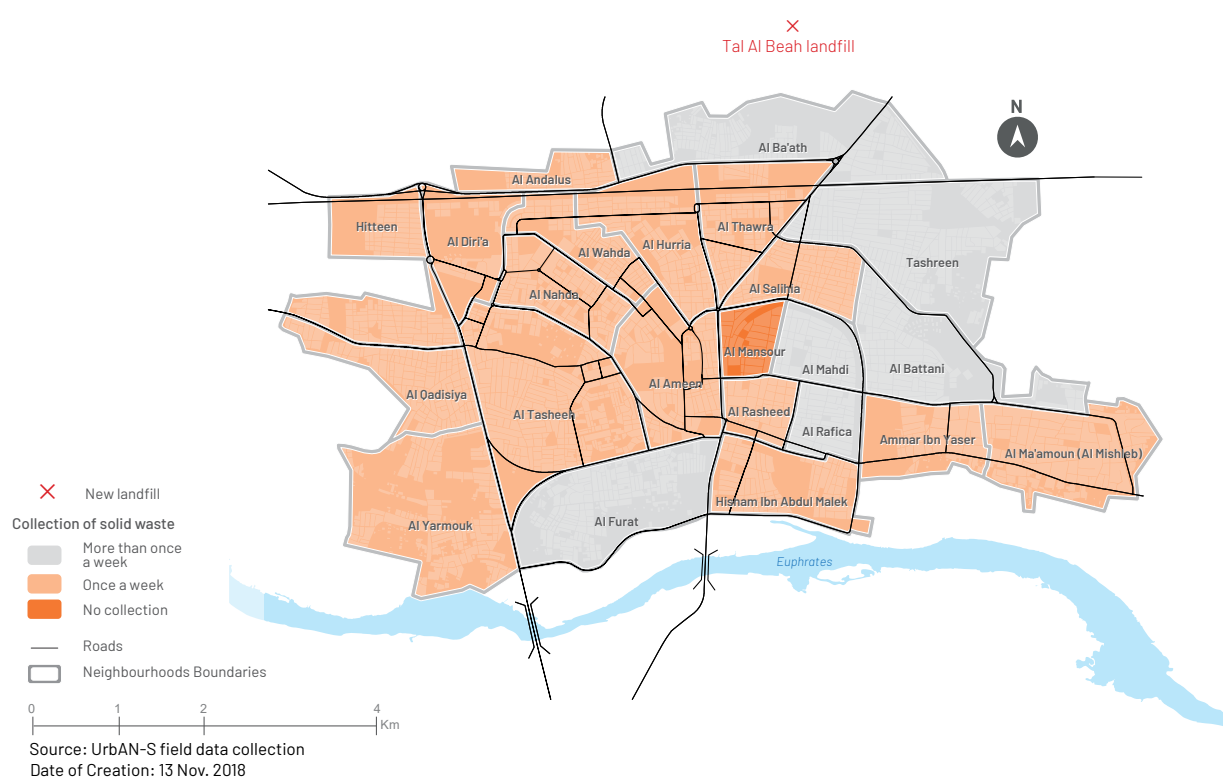 Tal Al Beah landfill
N
Al Ba'ath
Al Andalus
Hitteen
Al Diri'a
Al Wahda
Al Hurria
Al Thawra
Tashreen
Al Nahda
Al Salihia
Al Mansour
Al Mahdi
Al Battani
Al Qadisiya
Al Ameen
Al Tasheeh
Al Rasheed
Al Rafica
Ammar Ibn Yaser
Al Ma'amoun (Al Mishleb)
Hisham Ibn Abdul Malek
Al Yarmouk
Al Furat
Euphrates
New landfill
Collection of solid waste
More than once
a week
Once a week
No collection
Roads
Neighbourhoods Boundaries
0 1 2 4
Km
Source: UrbAN-S field data collection
Date of Creation: 13 Nov. 2018